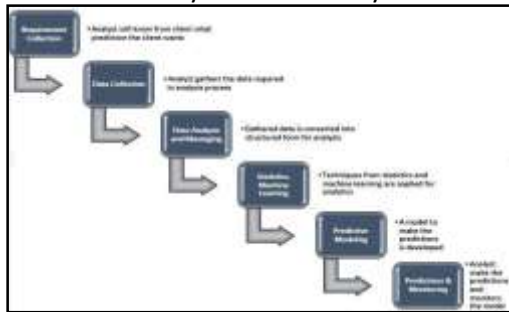 Requirement
Collection
• Analyst will know from client what
prediction the client wants
Data Collection
• Analyst gathers the data required
in analysis process
Data Analysis
and Managing
• Gathered data is converted into
structured form for analysis
Statistics,
Machine
Learning
• Techniques from statistics and
machine learning are applied for
analytics
Predictive
Modeling
• A model to
make the
predictions
is developed
Predictions &
Monitoring
• Analyst
make the
predictions
and
monitors
the model